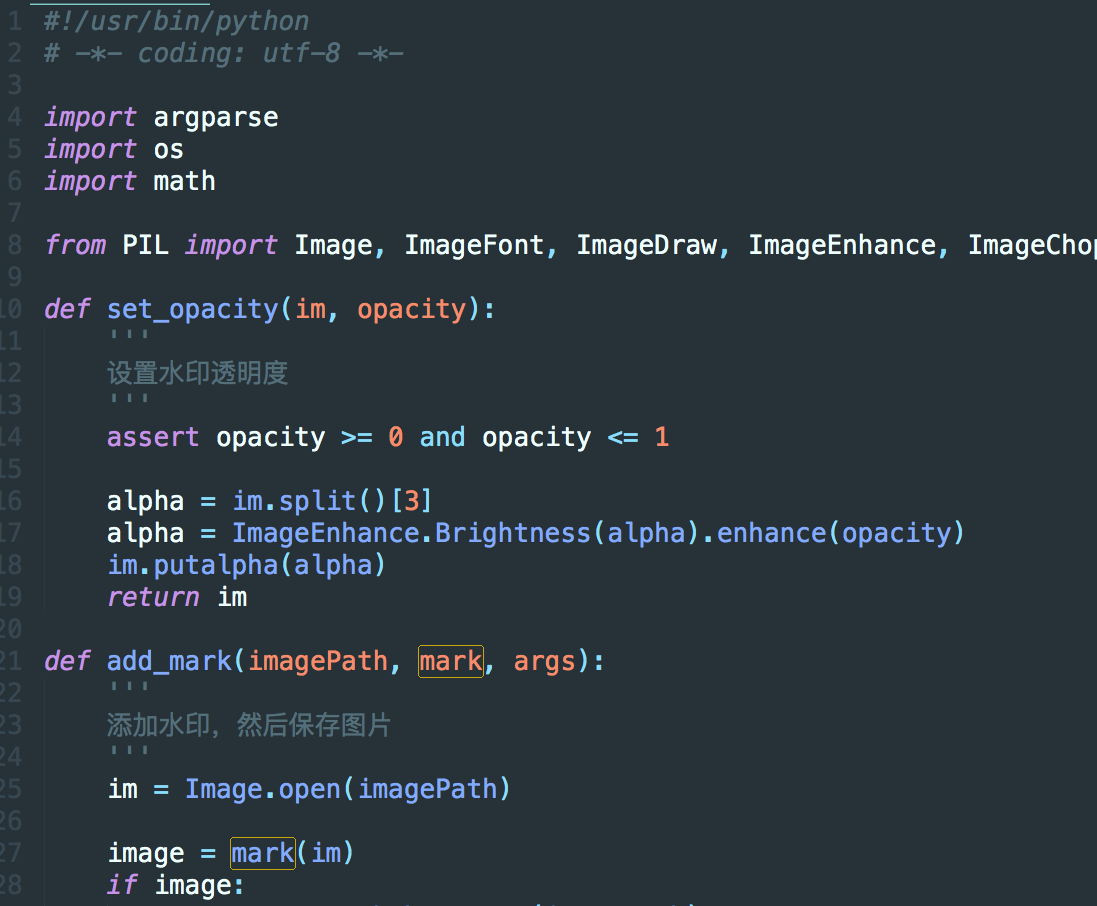 1 #!/usr/bin/python
2 # -*- coding: utf-8 -*-
3
4 import argparse
5 import os
6 import math
7
8 from PIL import Image, ImageFont, ImageDraw, ImageEnhance, ImageChop
9
10 def set_opacity(im, opacity):
11 '''
12 设置水印透明度
13 '''
14 assert opacity >= 0 and opacity <= 1
15
16 alpha = im.split()[3]
17 alpha = ImageEnhance.Brightness(alpha).enhance(opacity)
18 im.putalpha(alpha)
19 return im
20
21 def add_mark(imagePath, mark, args):
22 '''
23 添加水印，然后保存图片
24 '''
25 im = Image.open(imagePath)
26
27 image = mark(im)
28 if image: